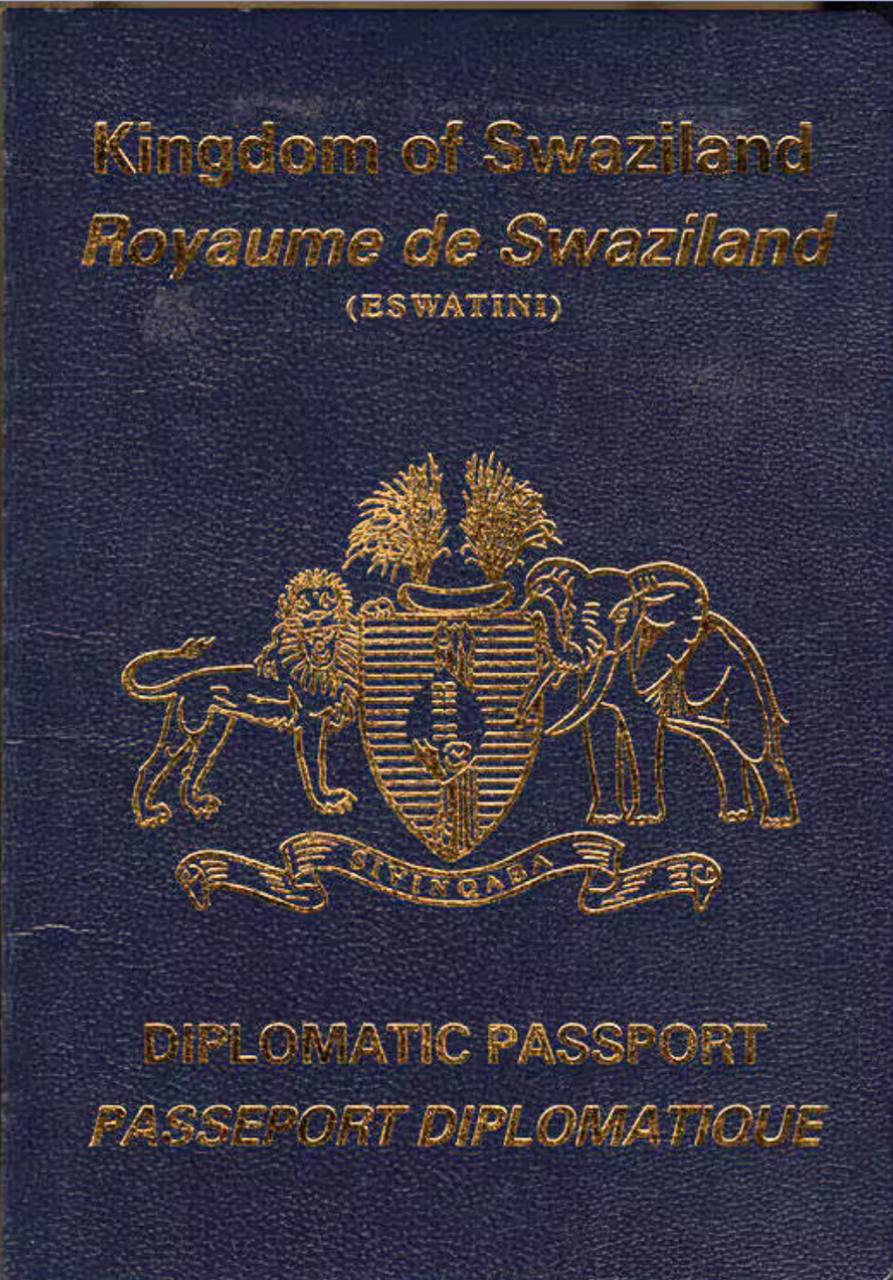 Kingdom of Swaziland
Royaume de Swaziland
(ESWATINI)
SIYINQABA
DIPLOMATIC PASSPORT
PASSEPORT DIPLOMATIQUE